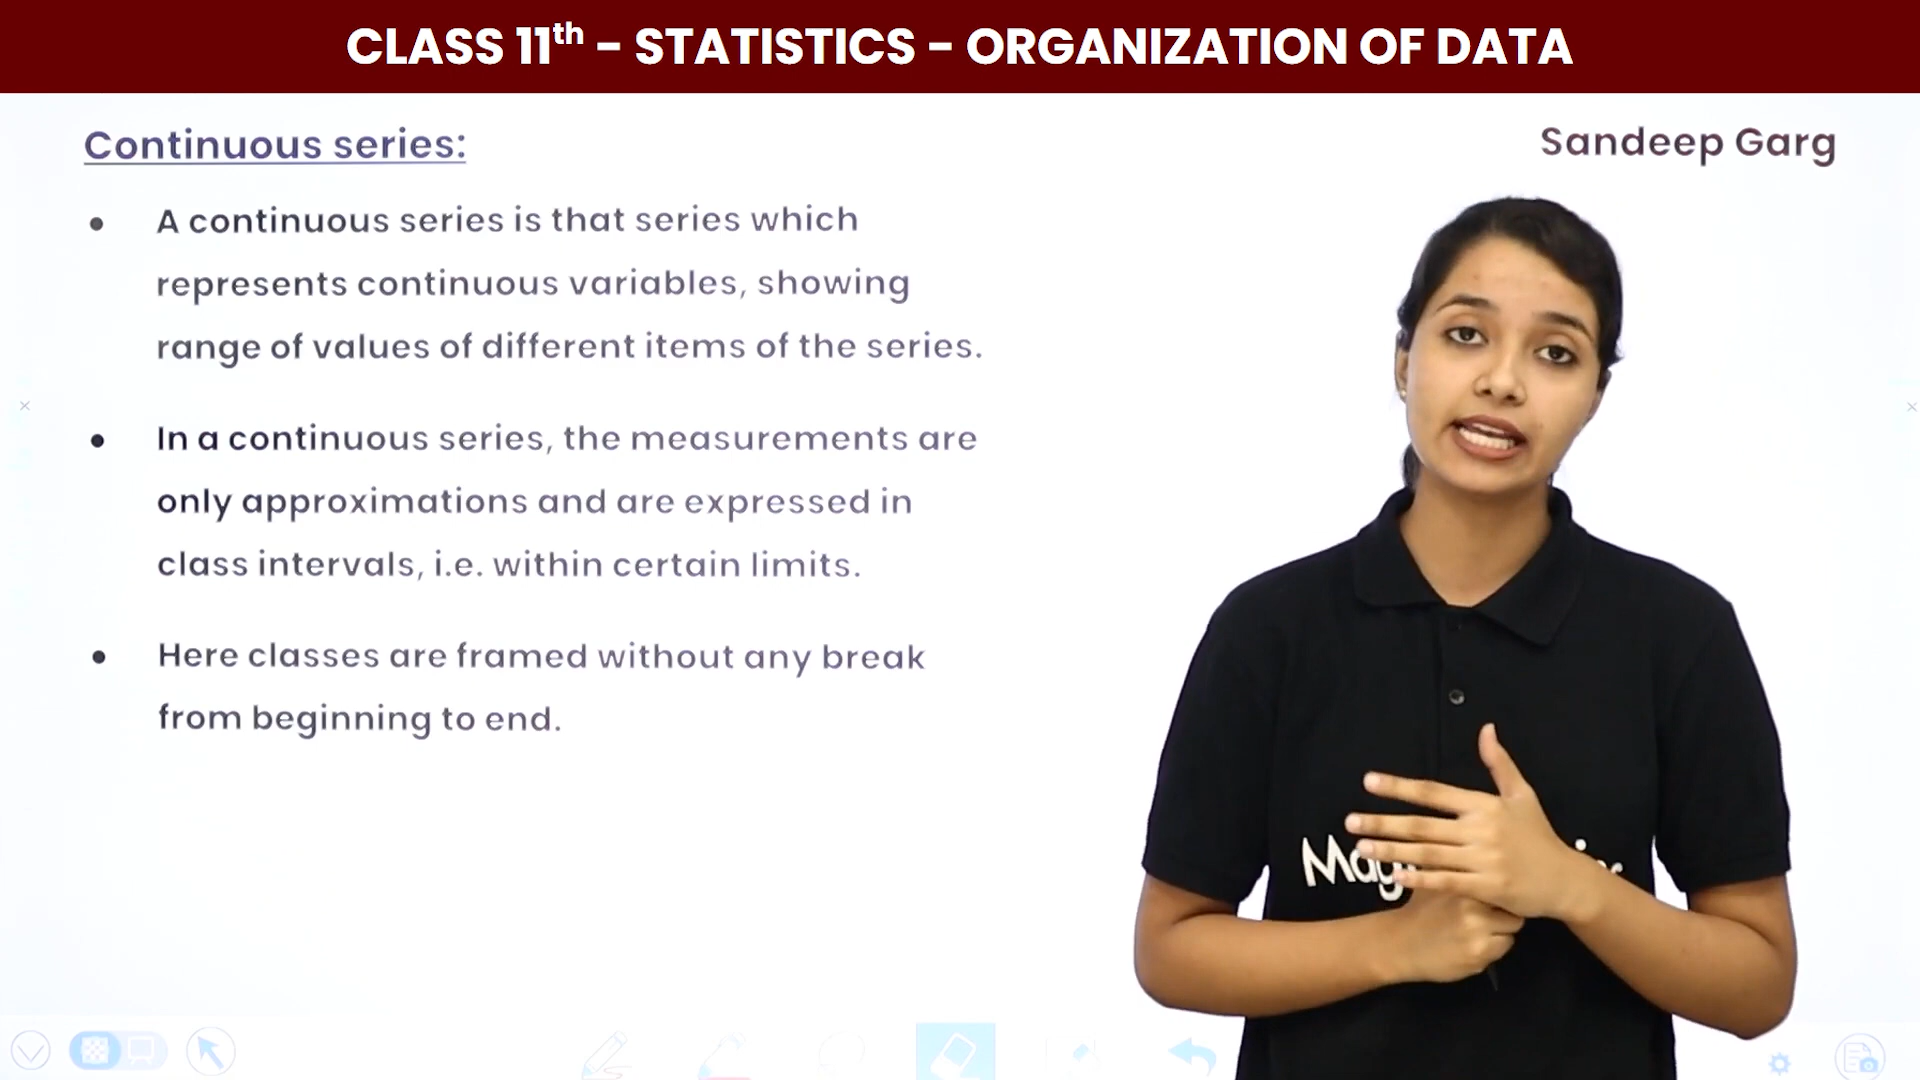 CLASS 11th - STATISTICS - ORGANIZATION OF DATA
Continuous series:
Sandeep Garg
• A continuous series is that series which
represents continuous variables, showing
range of values of different items of the series.
• In a continuous series, the measurements are
only approximations and are expressed in
class intervals, i.e. within certain limits.
• Here classes are framed without any break
from beginning to end.